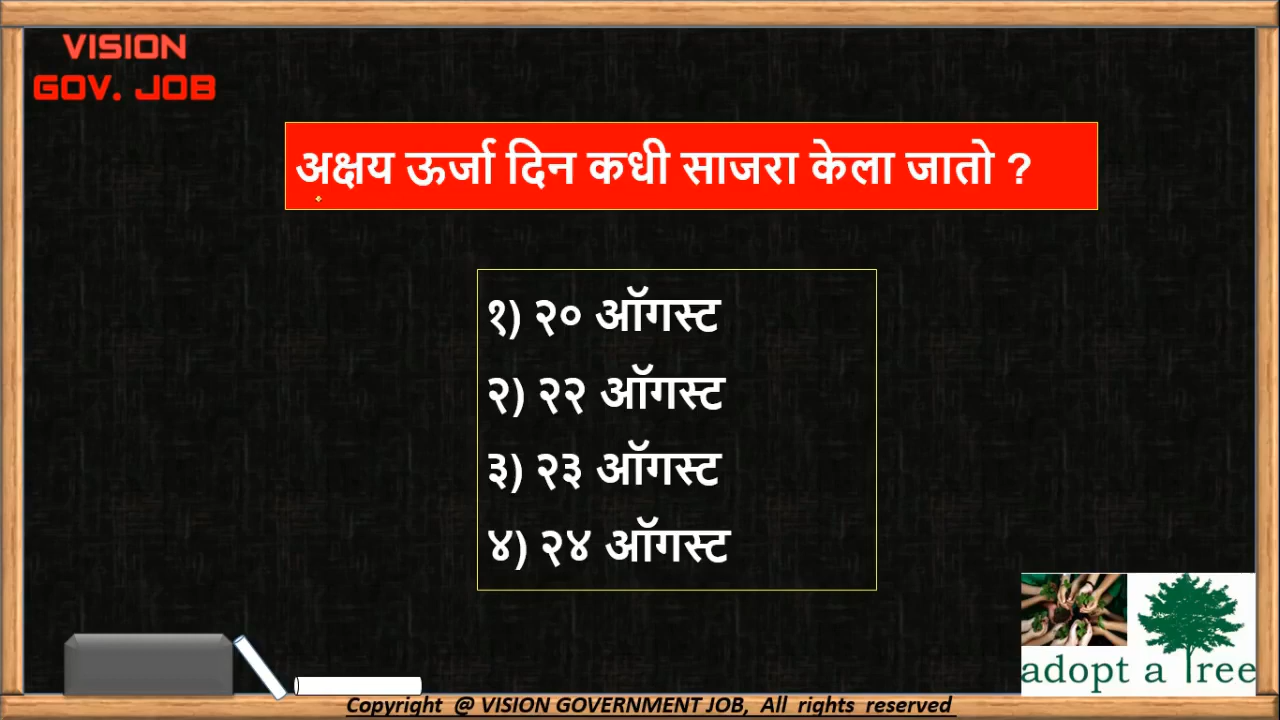 VISION
GOV. JOB
अक्षय ऊर्जा दिन कधी साजरा केला जातो ?
१) २० ऑगस्ट
२) २२ ऑगस्ट
३) २३ ऑगस्ट
४) २४ ऑगस्ट
adopt a Tree
Copyright @ VISION GOVERNMENT JOB, All rights reserved